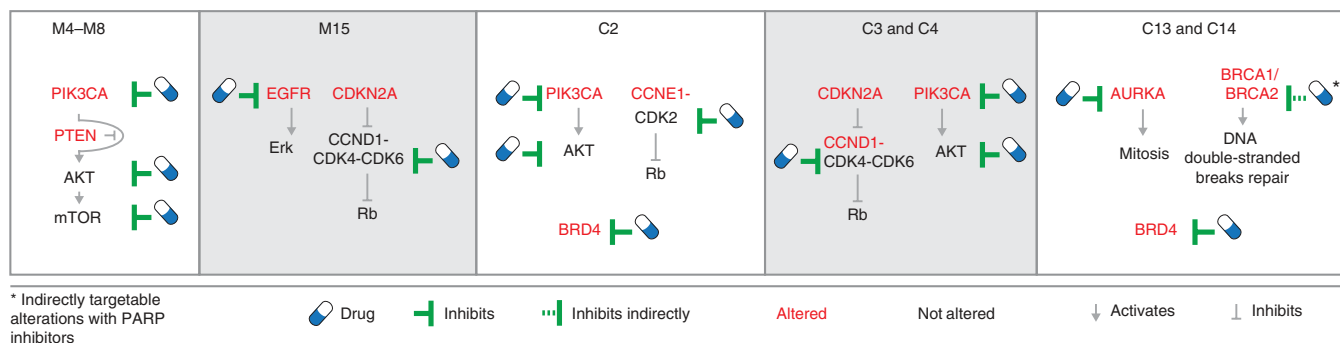 M4–M8
PIK3CA
PTEN
AKT
mTOR
M15
EGFR
CDKN2A
Erk
CCND1-
CDK4-CDK6
Rb
C2
PIK3CA
CCNE1-
CDK2
AKT
Rb
BRD4
C3 and C4
CDKN2A
PIK3CA
CCND1-
CDK4-CDK6
AKT
Rb
C13 and C14
AURKA
BRCA1/
BRCA2
*
Mitosis
DNA
double-stranded
breaks repair
BRD4
* Indirectly targetable
alterations with PARP
inhibitors
Drug
Inhibits
Inhibits indirectly
Altered
Not altered
Activates
Inhibits